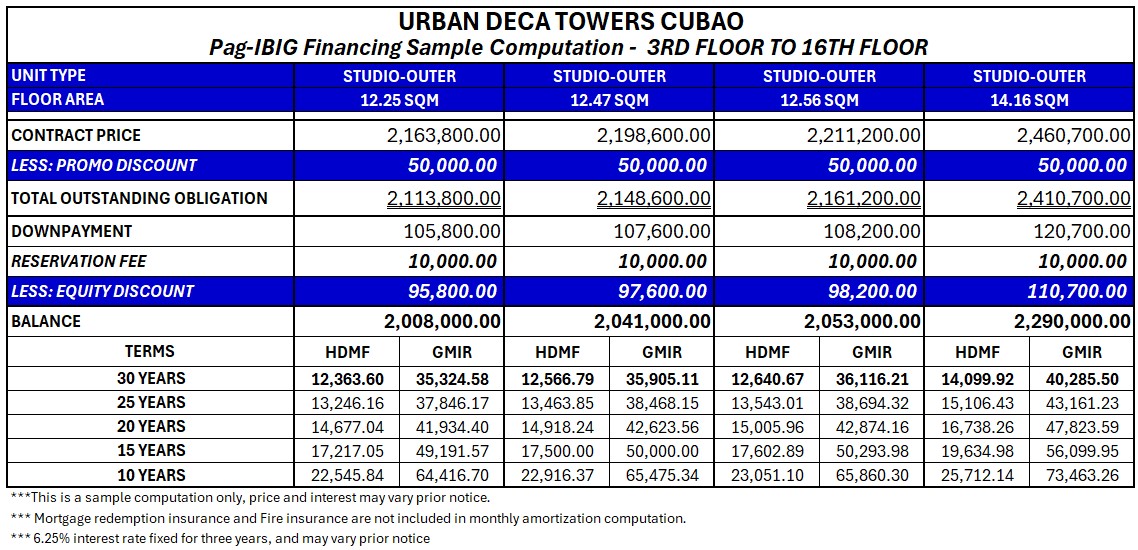 URBAN DECA TOWERS CUBAO
Pag-IBIG Financing Sample Computation - 3RD FLOOR TO 16TH FLOOR
UNIT TYPE STUDIO-OUTER STUDIO-OUTER STUDIO-OUTER STUDIO-OUTER
FLOOR AREA 12.25 SQM 12.47 SQM 12.56 SQM 14.16 SQM
CONTRACT PRICE 2,163,800.00 2,198,600.00 2,211,200.00 2,460,700.00
LESS: PROMO DISCOUNT 50,000.00 50,000.00 50,000.00 50,000.00
TOTAL OUTSTANDING OBLIGATION 2,113,800.00 2,148,600.00 2,161,200.00 2,410,700.00
DOWNPAYMENT 105,800.00 107,600.00 108,200.00 120,700.00
RESERVATION FEE 10,000.00 10,000.00 10,000.00 10,000.00
LESS: EQUITY DISCOUNT 95,800.00 97,600.00 98,200.00 110,700.00
BALANCE 2,008,000.00 2,041,000.00 2,053,000.00 2,290,000.00
TERMS HDMF GMIR HDMF GMIR HDMF GMIR HDMF GMIR
30 YEARS 12,363.60 35,324.58 12,566.79 35,905.11 12,640.67 36,116.21 14,099.92 40,285.50
25 YEARS 13,246.16 37,846.17 13,463.85 38,468.15 13,543.01 38,694.32 15,106.43 43,161.23
20 YEARS 14,677.04 41,934.40 14,918.24 42,623.56 15,005.96 42,874.16 16,738.26 47,823.59
15 YEARS 17,217.05 49,191.57 17,500.00 50,000.00 17,602.89 50,293.98 19,634.98 56,099.95
10 YEARS 22,545.84 64,416.70 22,916.37 65,475.34 23,051.10 65,860.30 25,712.14 73,463.26
***This is a sample computation only, price and interest may vary prior notice.
*** Mortgage redemption insurance and Fire insurance are not included in monthly amortization computation.
*** 6.25% interest rate fixed for three years, and may vary prior notice